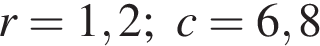 r = 1,2; c = 6,8